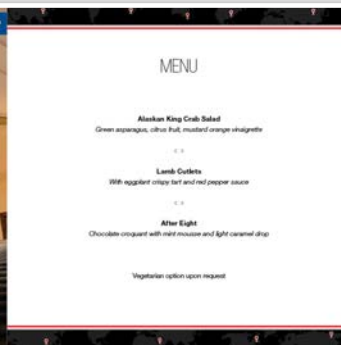 MENU
Alaskan King Crab Salad
Green asparagus, citrus fruit, mustard orange vinaigrette
Lamb Cutlets
With eggplant crispy tart and red pepper sauce
After Eight
Chocolate croquant with mint mousse and light caramel drop
Vegetarian option upon request